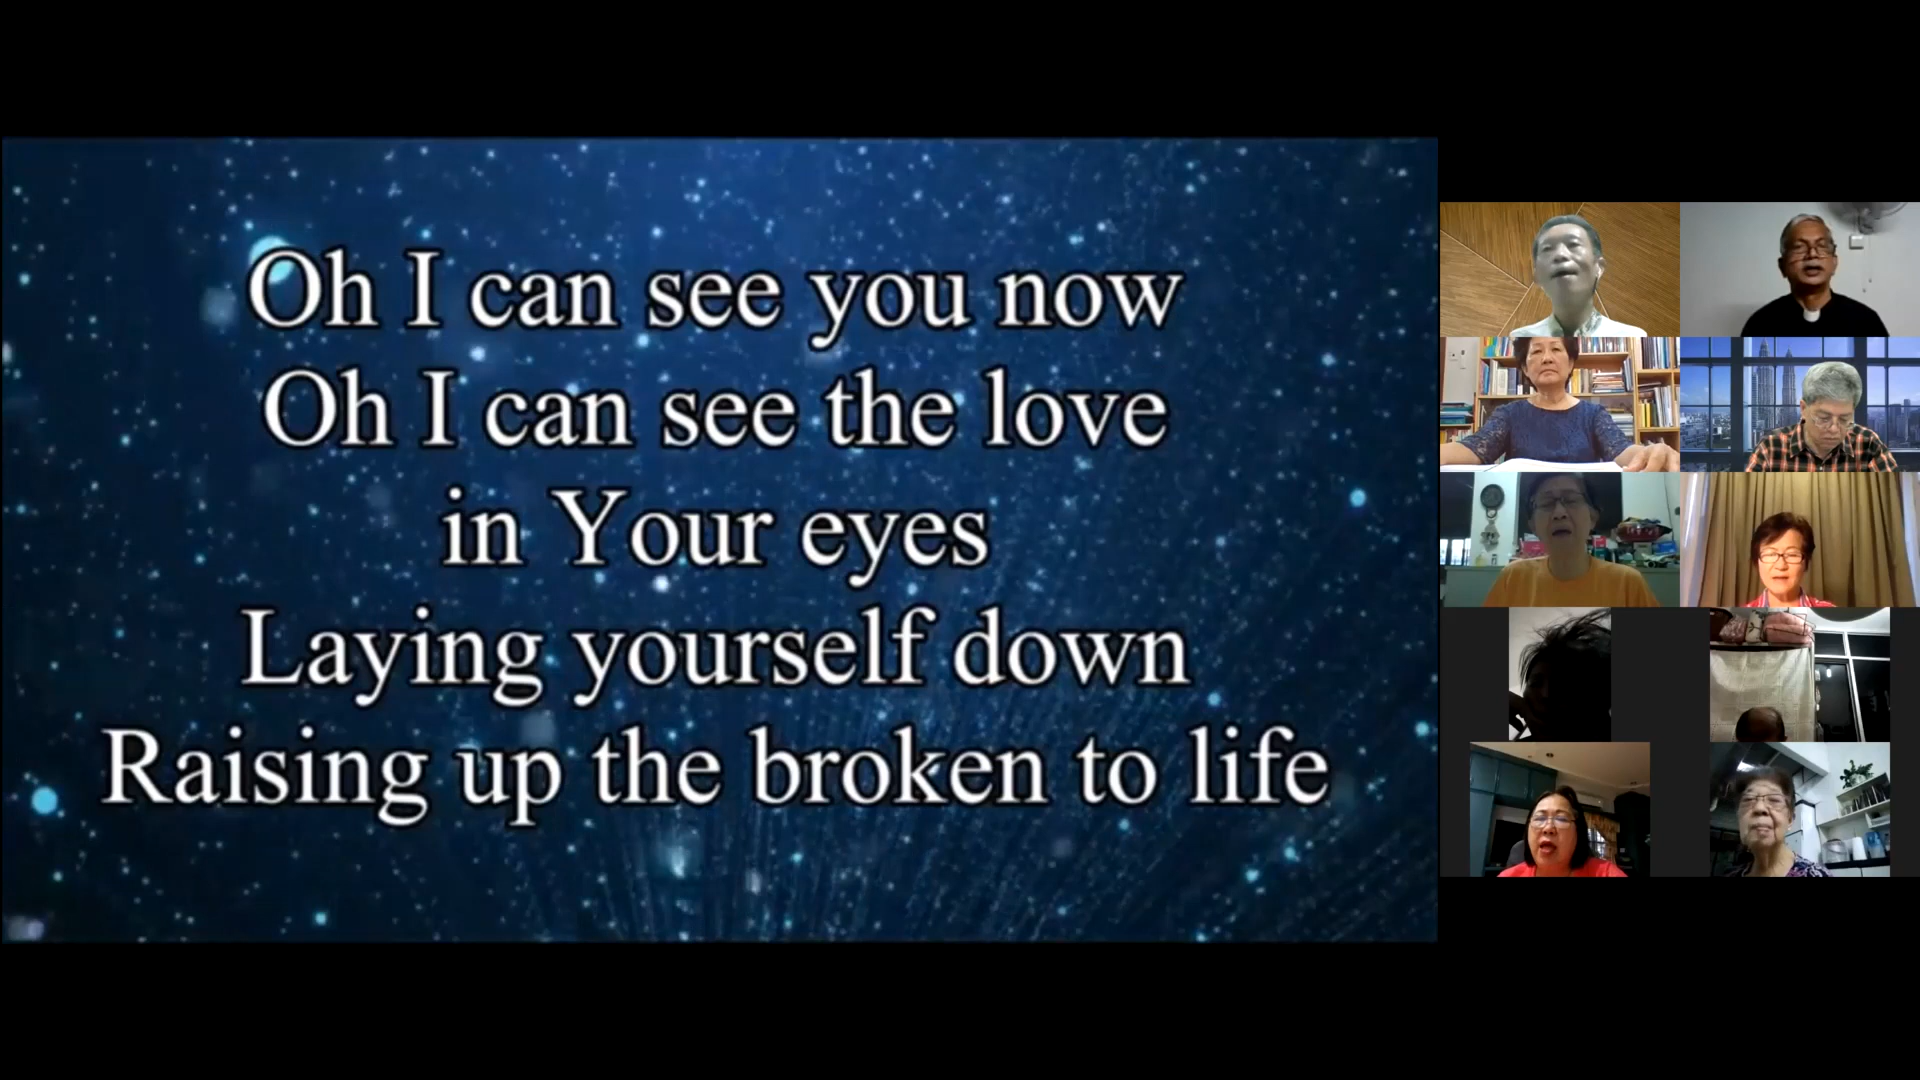 Oh I can see you now
Oh I can see the love
in Your eyes
Laying yourself down
Raising up the broken to life